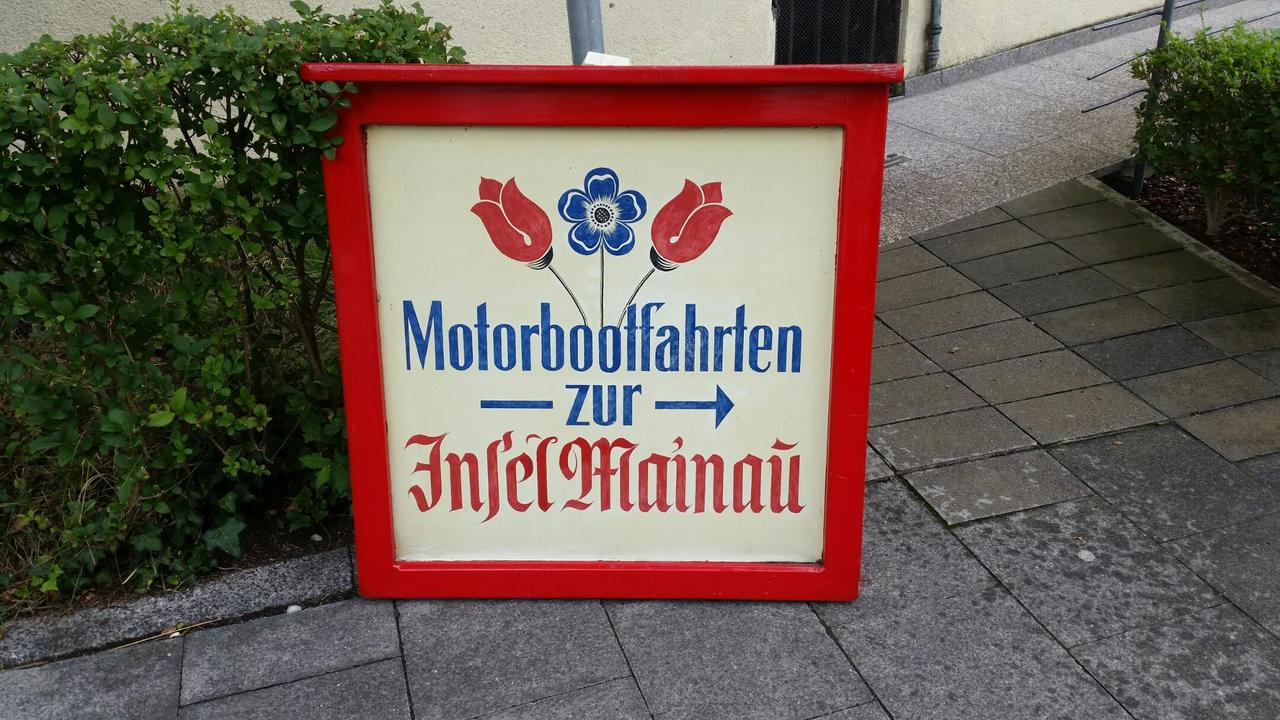 Motorbootfahrten
— zur →
Insel Mainau